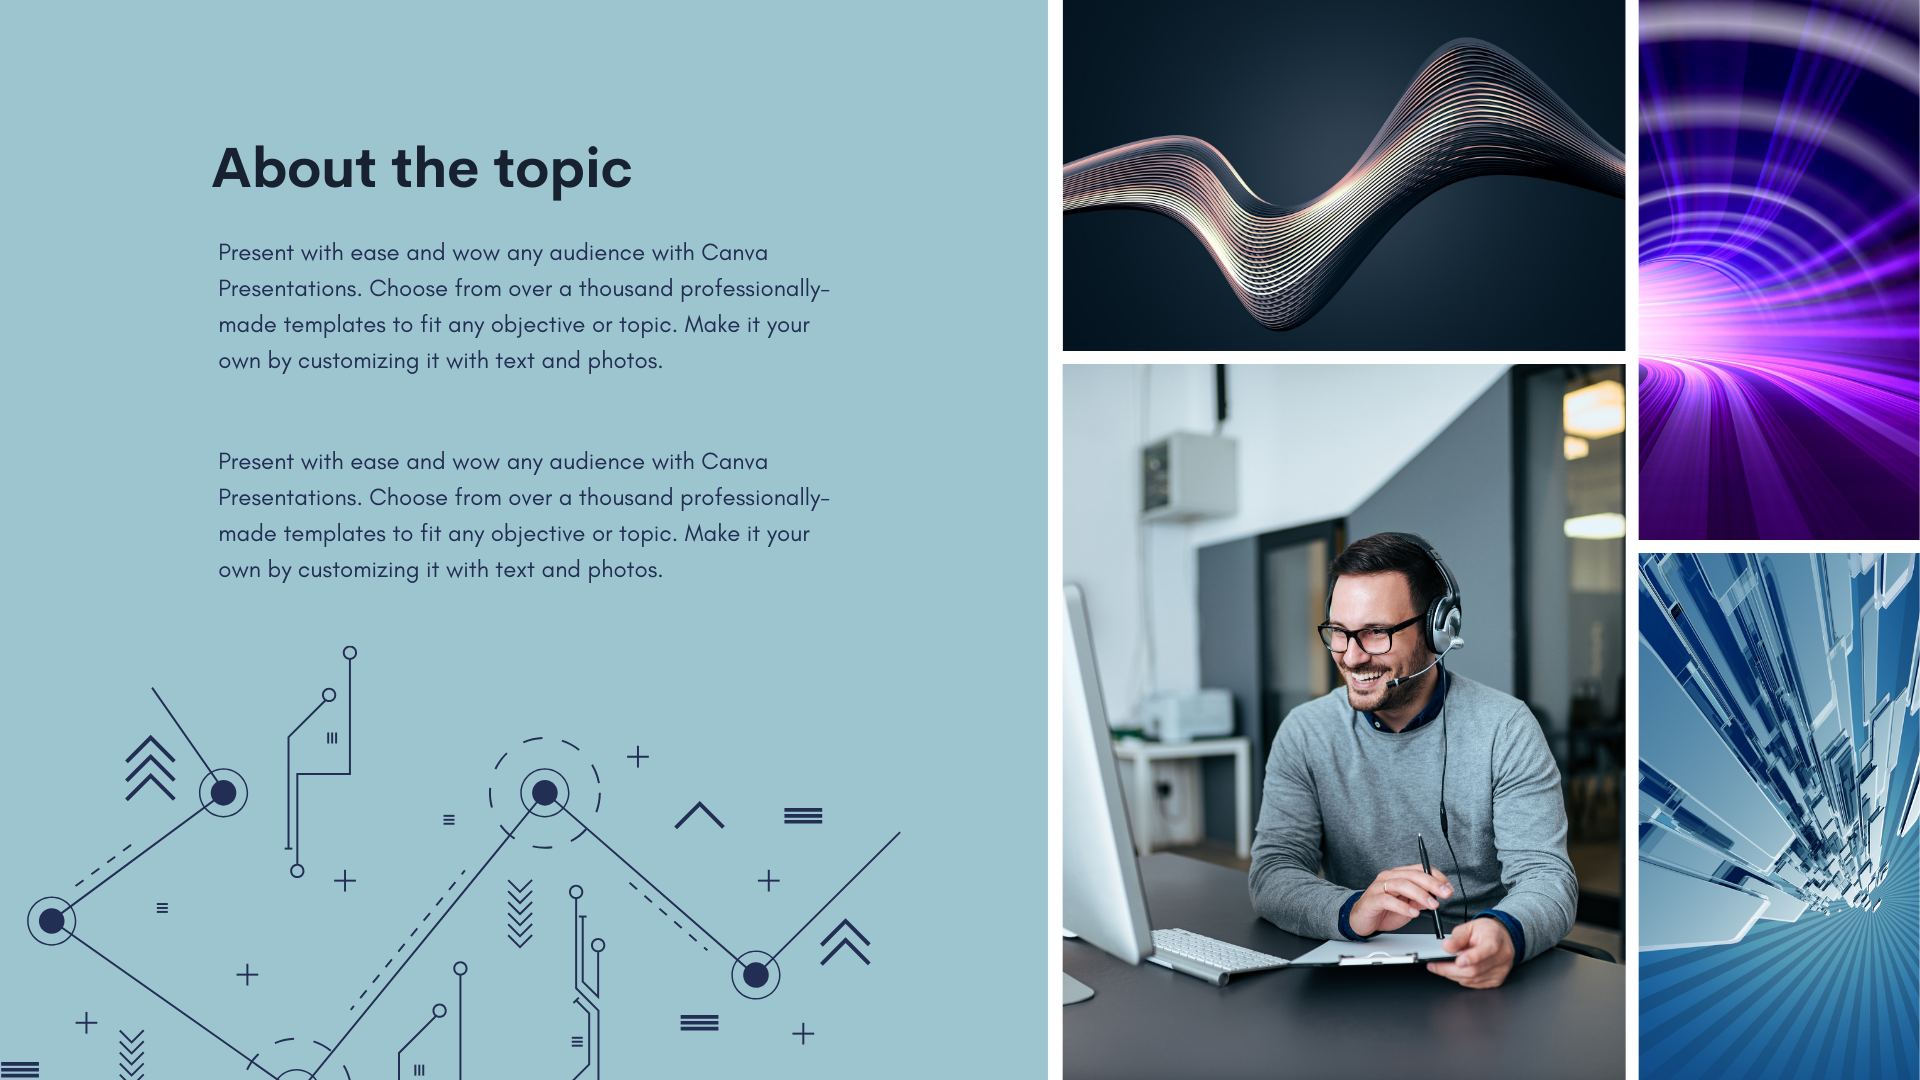 About the topic
Present with ease and wow any audience with Canva
Presentations. Choose from over a thousand professionally-
made templates to fit any objective or topic. Make it your
own by customizing it with text and photos.
Present with ease and wow any audience with Canva
Presentations. Choose from over a thousand professionally-
made templates to fit any objective or topic. Make it your
own by customizing it with text and photos.